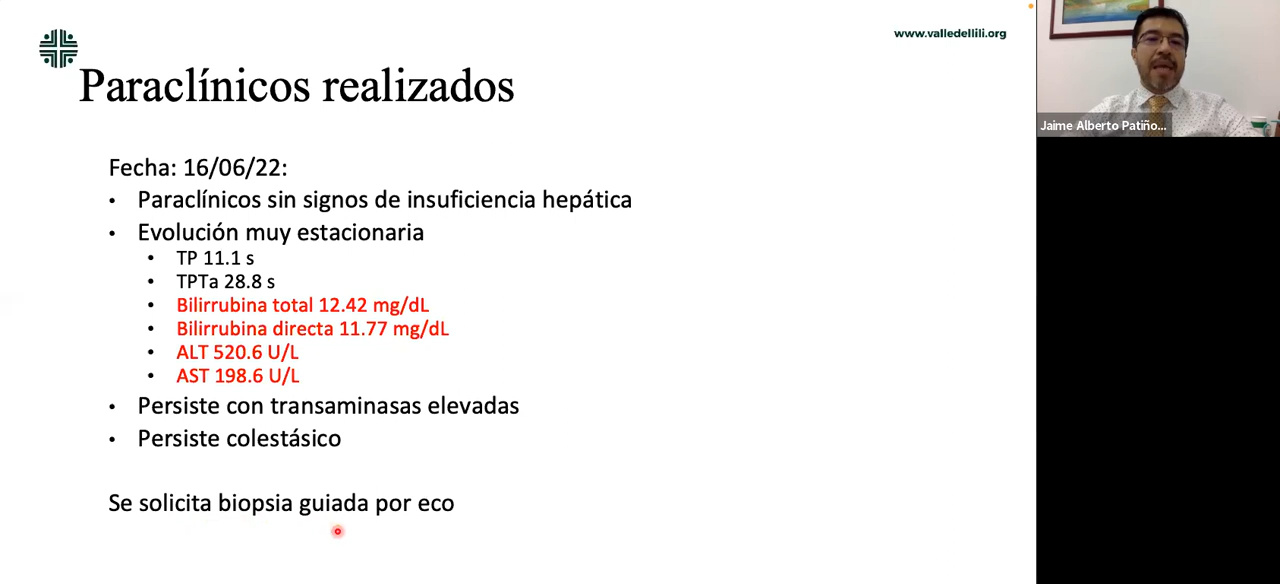 www.valledellili.org
Paraclínicos realizados
Jaime Alberto Patiño...
Fecha: 16/06/22:
• Paraclínicos sin signos de insuficiencia hepática
• Evolución muy estacionaria
• TP 11.1 s
• TPTa 28.8 s
• Bilirrubina total 12.42 mg/dL
• Bilirrubina directa 11.77 mg/dL
• ALT 520.6 U/L
• AST 198.6 U/L
• Persiste con transaminasas elevadas
• Persiste colestásico
Se solicita biopsia guiada por eco